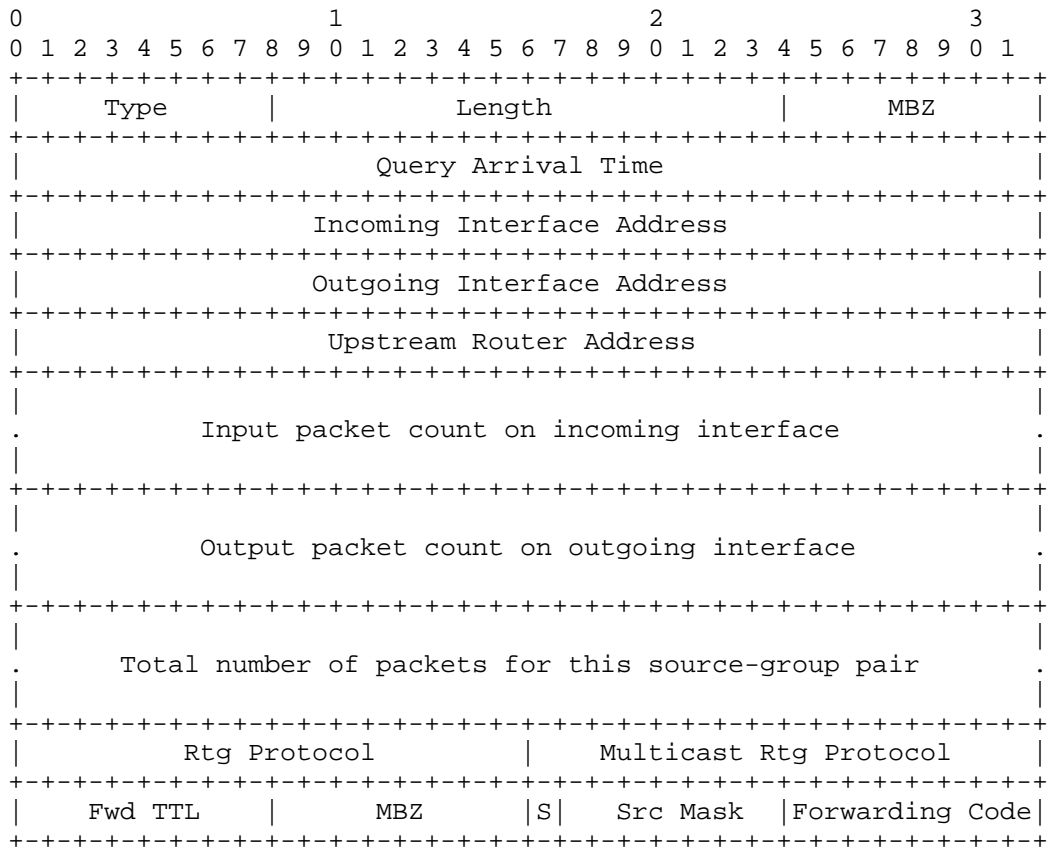 0                   1                   2                   3
0 1 2 3 4 5 6 7 8 9 0 1 2 3 4 5 6 7 8 9 0 1 2 3 4 5 6 7 8 9 0 1
+-+-+-+-+-+-+-+-+-+-+-+-+-+-+-+-+-+-+-+-+-+-+-+-+-+-+-+-+-+-+-+-+
|     Type      |           Length              |      MBZ      |
+-+-+-+-+-+-+-+-+-+-+-+-+-+-+-+-+-+-+-+-+-+-+-+-+-+-+-+-+-+-+-+-+
|                      Query Arrival Time                       |
+-+-+-+-+-+-+-+-+-+-+-+-+-+-+-+-+-+-+-+-+-+-+-+-+-+-+-+-+-+-+-+-+
|                  Incoming Interface Address                   |
+-+-+-+-+-+-+-+-+-+-+-+-+-+-+-+-+-+-+-+-+-+-+-+-+-+-+-+-+-+-+-+-+
|                  Outgoing Interface Address                   |
+-+-+-+-+-+-+-+-+-+-+-+-+-+-+-+-+-+-+-+-+-+-+-+-+-+-+-+-+-+-+-+-+
|                   Upstream Router Address                     |
+-+-+-+-+-+-+-+-+-+-+-+-+-+-+-+-+-+-+-+-+-+-+-+-+-+-+-+-+-+-+-+-+
|                                                               |
.           Input packet count on incoming interface            .
|                                                               |
+-+-+-+-+-+-+-+-+-+-+-+-+-+-+-+-+-+-+-+-+-+-+-+-+-+-+-+-+-+-+-+-+
|                                                               |
.           Output packet count on outgoing interface           .
|                                                               |
+-+-+-+-+-+-+-+-+-+-+-+-+-+-+-+-+-+-+-+-+-+-+-+-+-+-+-+-+-+-+-+-+
|                                                               |
.      Total number of packets for this source-group pair       .
|                                                               |
+-+-+-+-+-+-+-+-+-+-+-+-+-+-+-+-+-+-+-+-+-+-+-+-+-+-+-+-+-+-+-+-+
|          Rtg Protocol         |    Multicast Rtg Protocol     |
+-+-+-+-+-+-+-+-+-+-+-+-+-+-+-+-+-+-+-+-+-+-+-+-+-+-+-+-+-+-+-+-+
|    Fwd TTL    |      MBZ      |S|   Src Mask  |Forwarding Code|
+-+-+-+-+-+-+-+-+-+-+-+-+-+-+-+-+-+-+-+-+-+-+-+-+-+-+-+-+-+-+-+-+